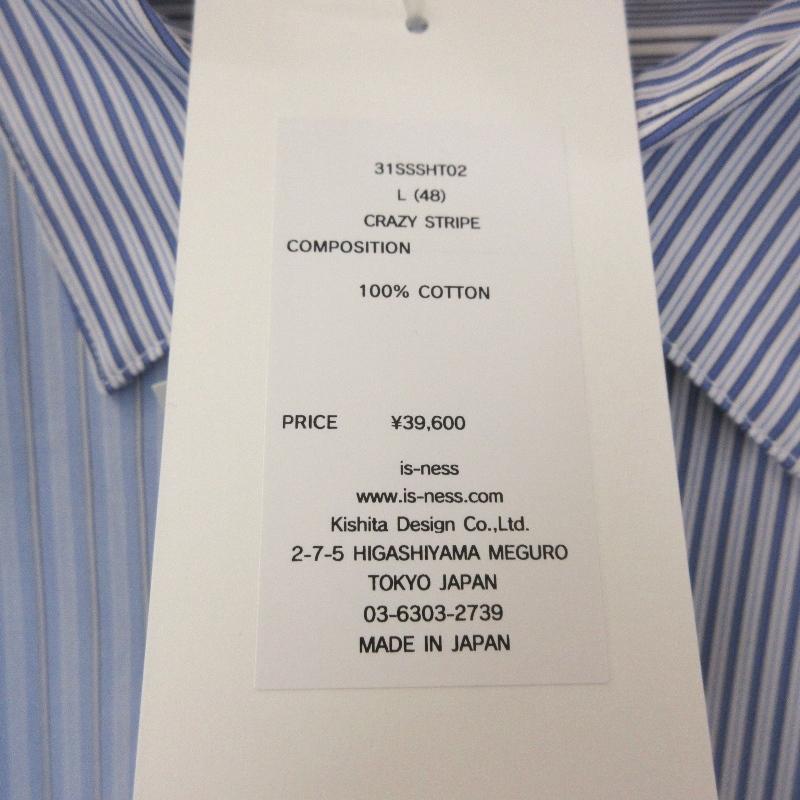 31SSSHT02
L (48)
CRAZY STRIPE
COMPOSITION
100% COTTON
PRICE ¥39,600
is-ness
www.is-ness.com
Kishita Design Co.,Ltd.
2-7-5 HIGASHIYAMA MEGURO
TOKYO JAPAN
03-6303-2739
MADE IN JAPAN